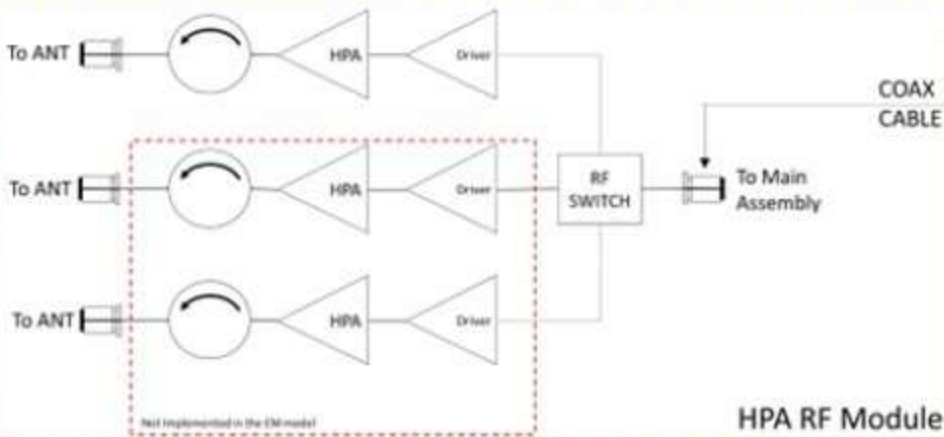 To ANT
HPA
Driver
COAX
CABLE
To ANT
HPA
Driver
RF
SWITCH
To Main
Assembly
To ANT
HPA
Driver
Not Implemented in the EM model
HPA RF Module